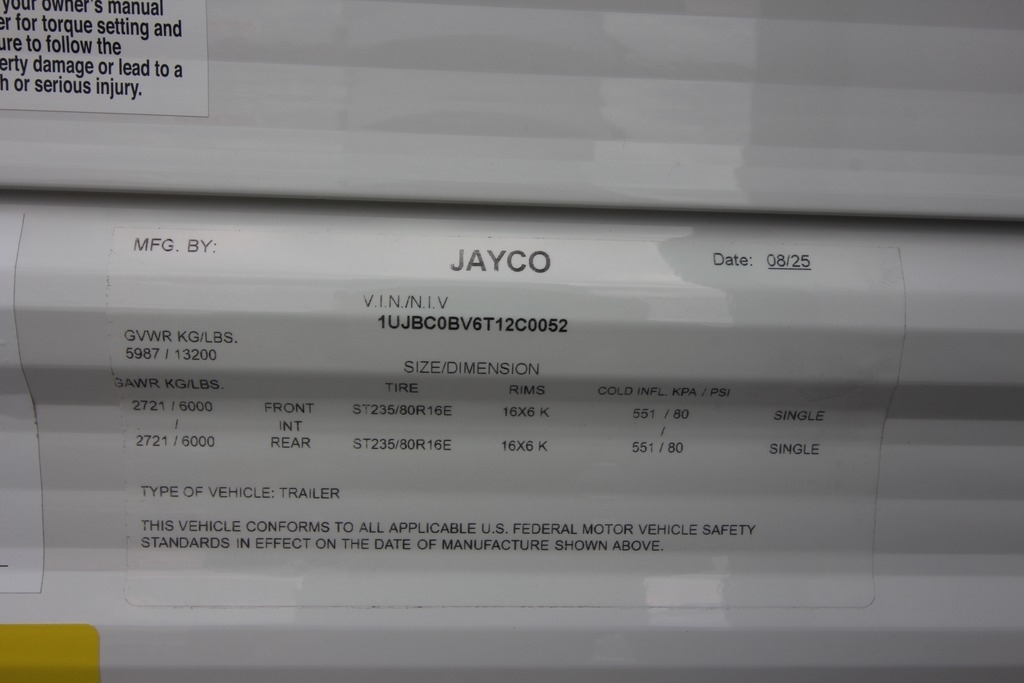 your owner's manual
er for torque setting and
ure to follow the
erty damage or lead to a
h or serious injury.
MFG. BY: JAYCO Date: 08/25
V.I.N./N.I.V
1UJBC0BV6T12C0052
GVWR KG/LBS.
5987 / 13200
SIZE/DIMENSION
GAWR KG/LBS. TIRE RIMS COLD INFL. KPA / PSI
2721 / 6000 FRONT ST235/80R16E 16X6 K 551 / 80 SINGLE
/ INT /
2721 / 6000 REAR ST235/80R16E 16X6 K 551 / 80 SINGLE
TYPE OF VEHICLE: TRAILER
THIS VEHICLE CONFORMS TO ALL APPLICABLE U.S. FEDERAL MOTOR VEHICLE SAFETY
STANDARDS IN EFFECT ON THE DATE OF MANUFACTURE SHOWN ABOVE.